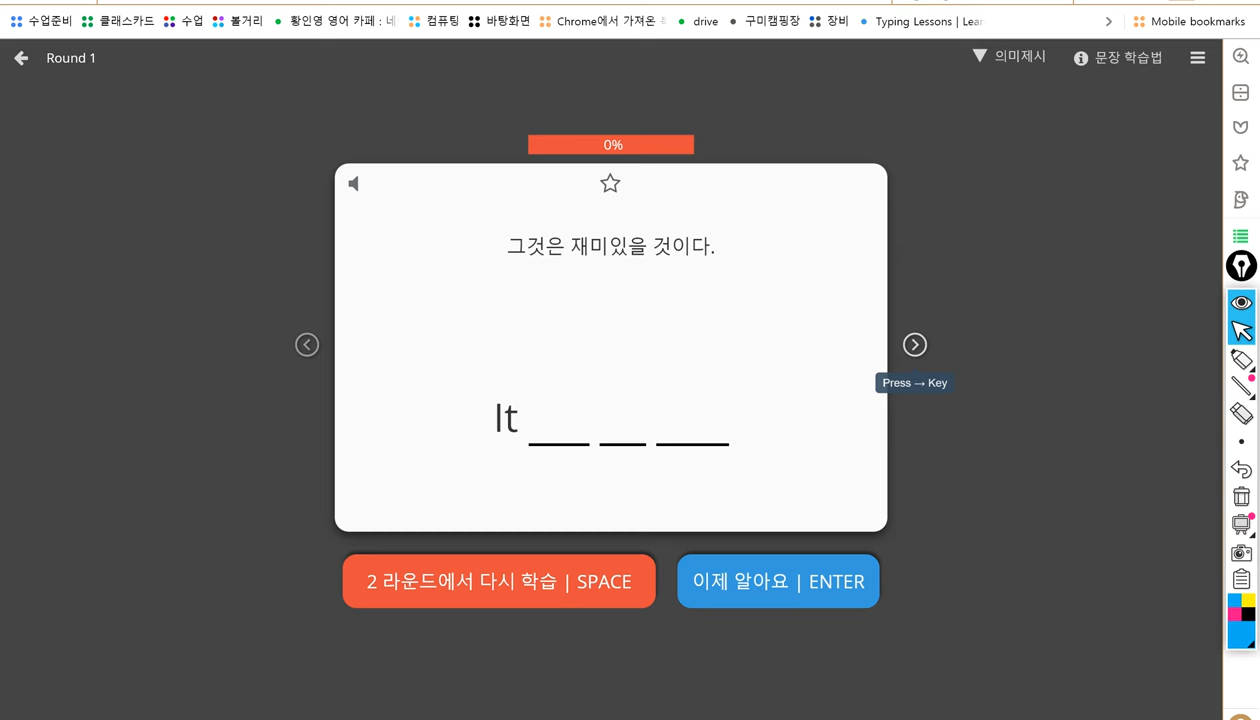 수업준비 클래스카드 수업 볼거리 황인영 영어 카페 : 네 컴퓨팅 바탕화면 Chrome에서 가져온 drive 구미캠핑장 장비 Typing Lessons | Lear Mobile bookmarks
Round 1 의미제시 문장 학습법
0%
그것은 재미있을 것이다.
Press → Key
It ___ ___ ___
2 라운드에서 다시 학습 | SPACE 이제 알아요 | ENTER